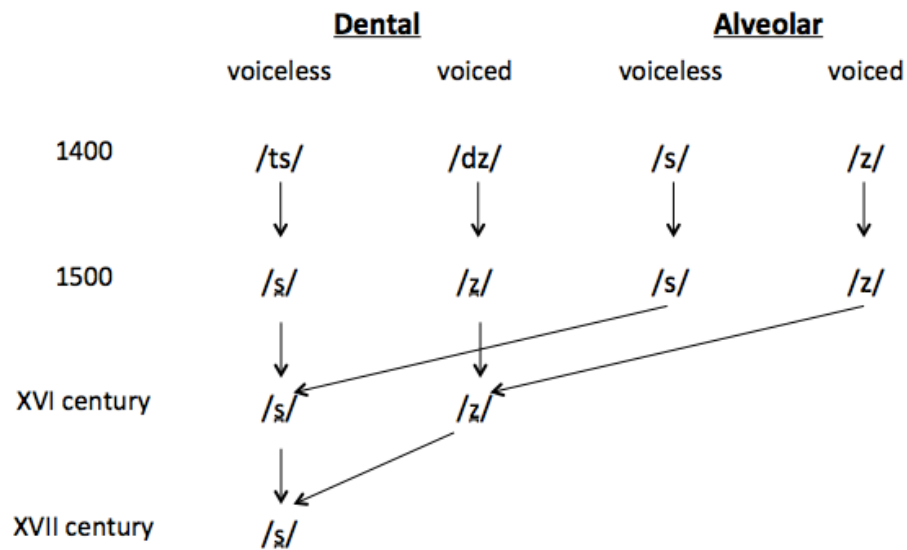 Dental Alveolar
voiceless voiced voiceless voiced
1400 /ts/ /dz/ /s/ /z/
1500 /s̪/ /z̪/ /s/ /z/
XVI century /s̪/ /z̪/
XVII century /s̪/